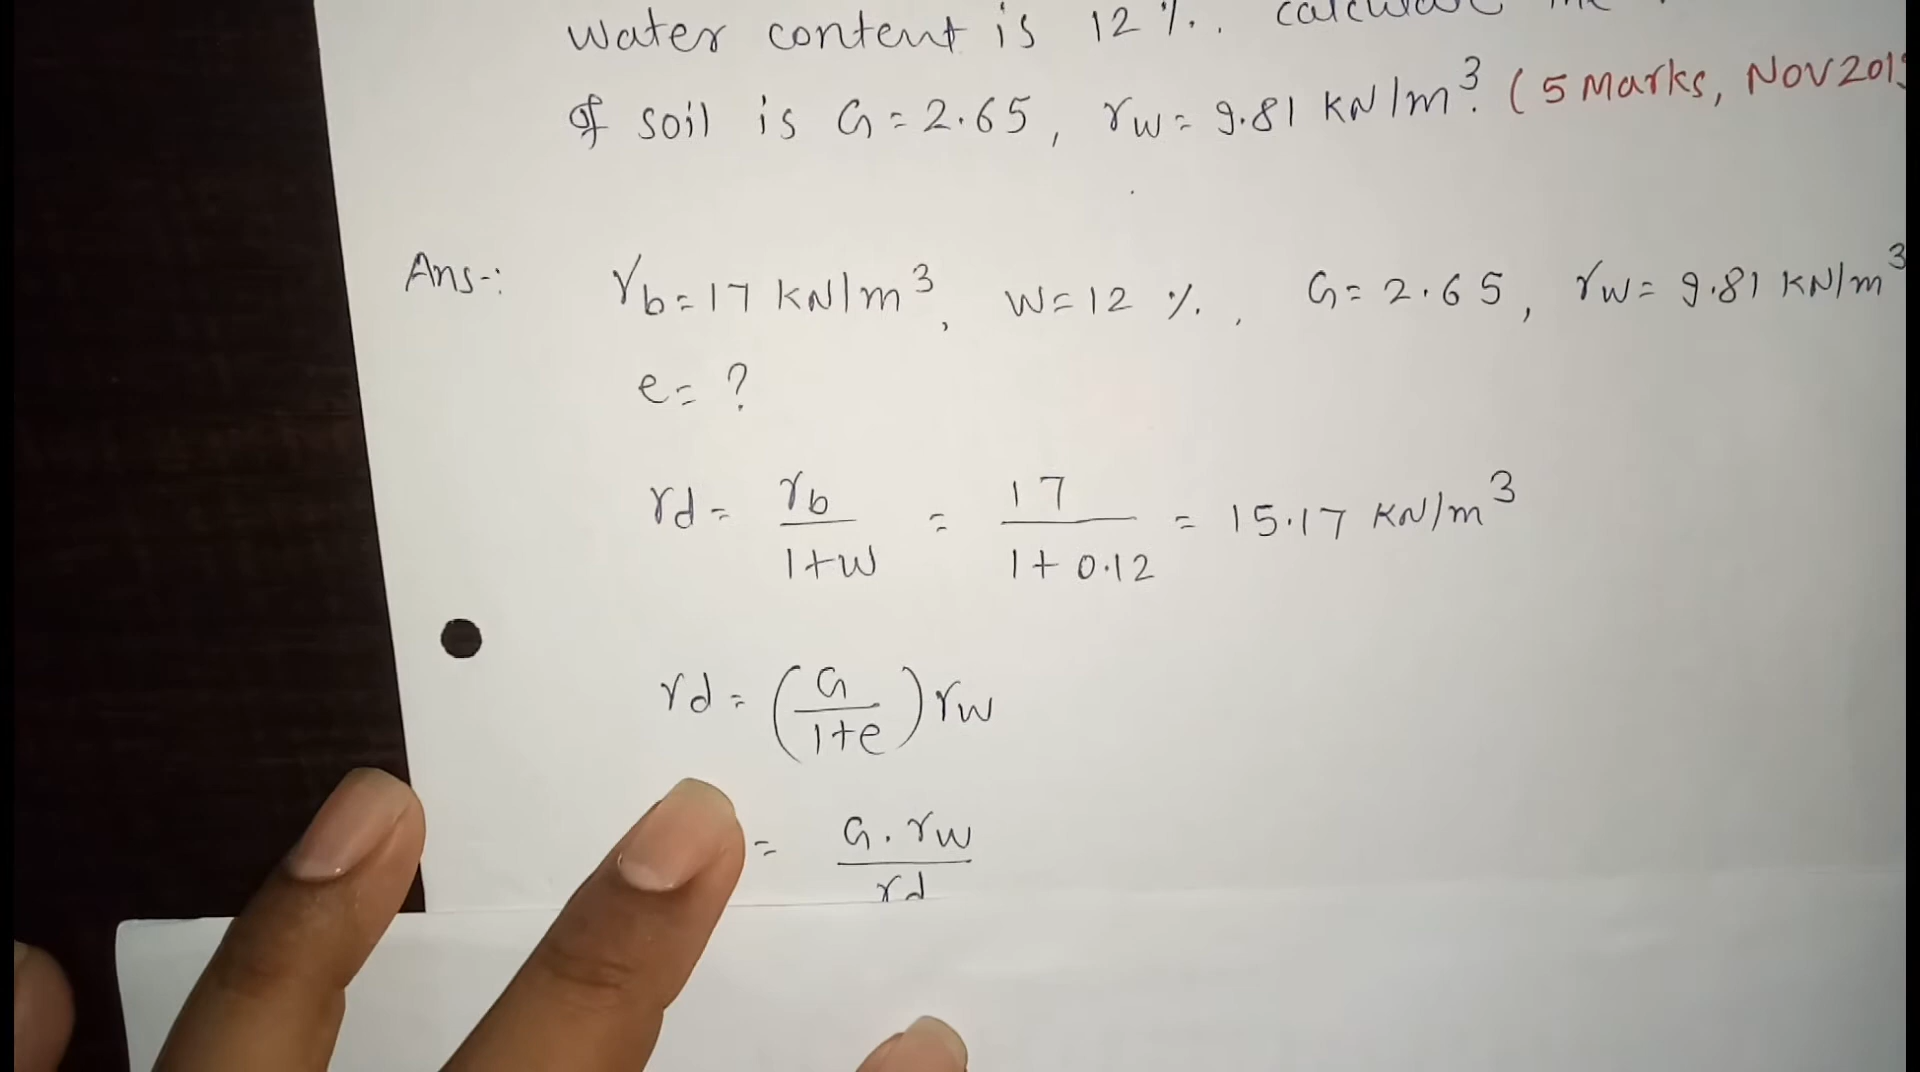 water content is 12 %. calculate the
of soil is G = 2.65, γw = 9.81 KN/m³. (5 Marks, Nov 201
Ans-: γb = 17 KN/m³, w = 12 %, G = 2.65, γw = 9.81 KN/m³
e = ?
γd = γb / 1+w = 17 / 1+0.12 = 15.17 KN/m³
γd = (G / 1+e) γw
= G.γw / γd